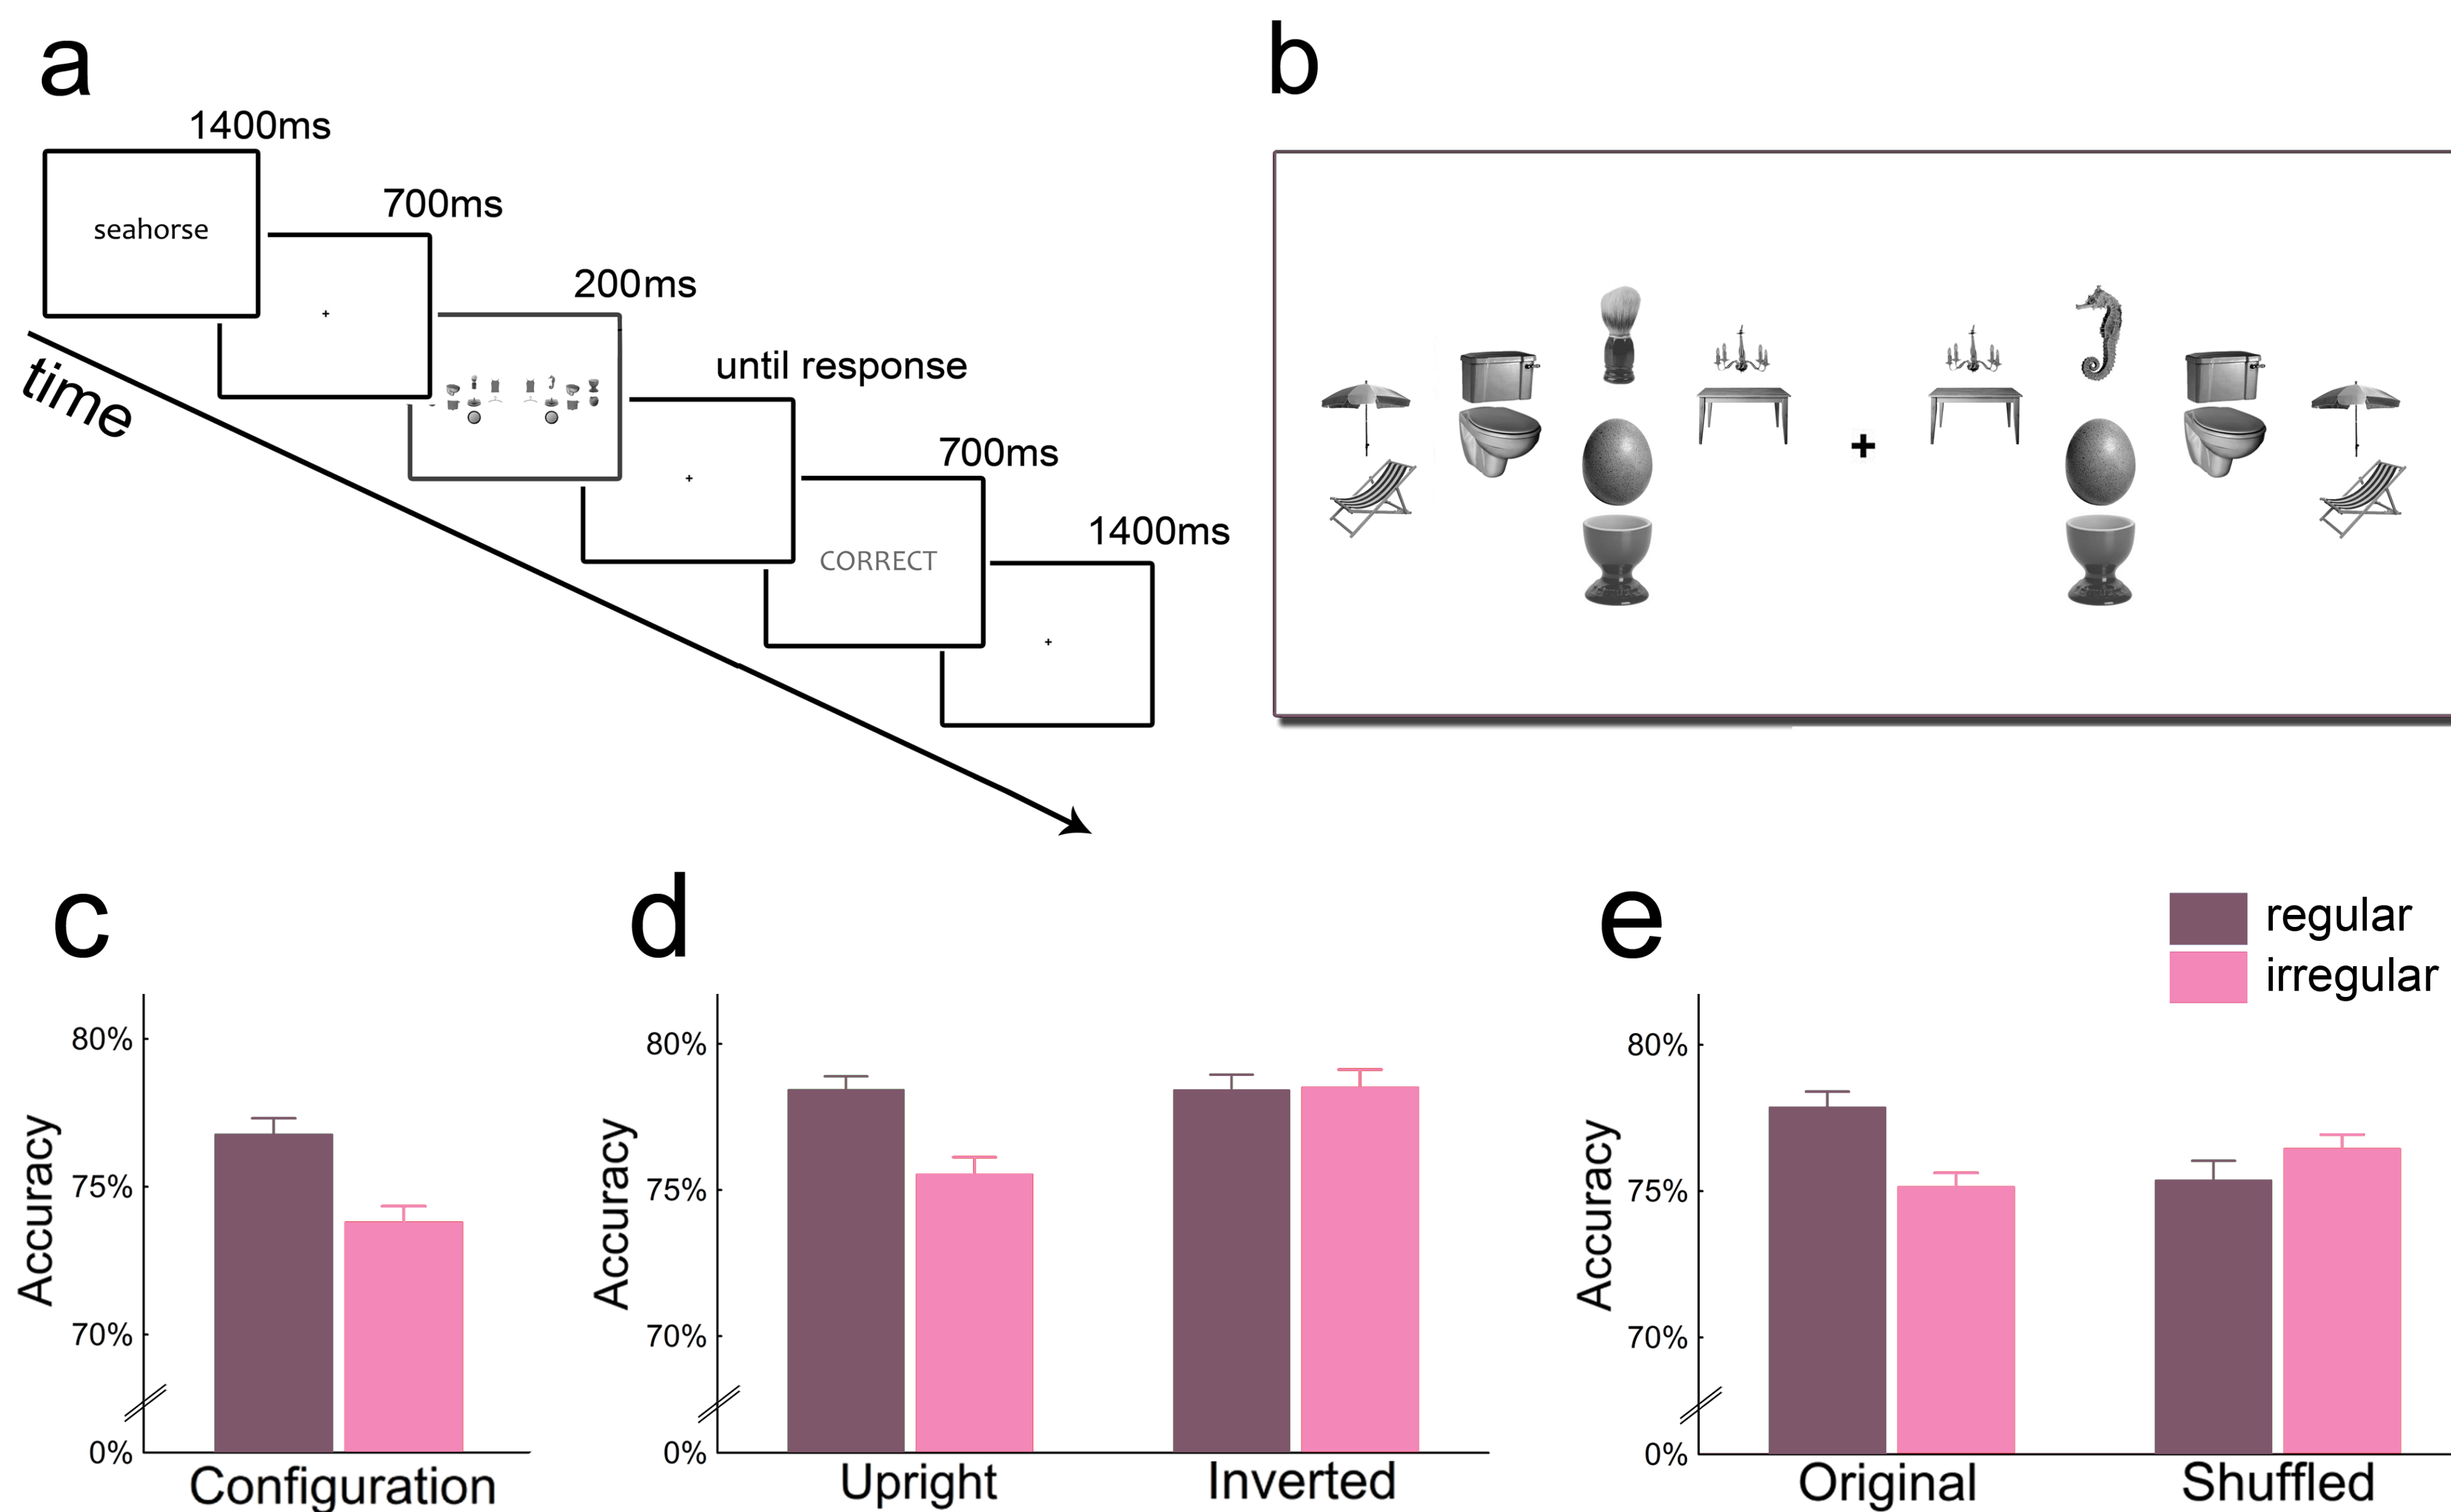 a
1400ms
seahorse
700ms
+
200ms
until response
+
700ms
CORRECT
1400ms
+
time
b
+
c
80%
75%
70%
0%
Accuracy
Configuration
d
80%
75%
70%
0%
Accuracy
Upright
Inverted
e
regular
irregular
80%
75%
70%
0%
Accuracy
Original
Shuffled